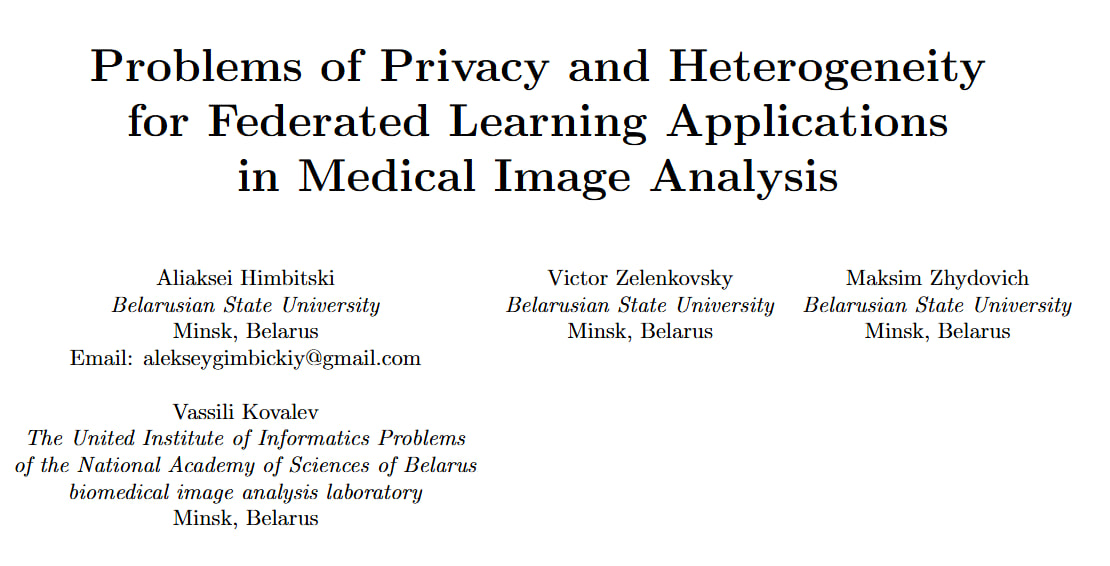 Problems of Privacy and Heterogeneity
for Federated Learning Applications
in Medical Image Analysis
Aliaksei Himbitski
Belarusian State University
Minsk, Belarus
Email: alekseygimbickiy@gmail.com
Victor Zelenkovsky
Belarusian State University
Minsk, Belarus
Maksim Zhydovich
Belarusian State University
Minsk, Belarus
Vassili Kovalev
The United Institute of Informatics Problems
of the National Academy of Sciences of Belarus
biomedical image analysis laboratory
Minsk, Belarus